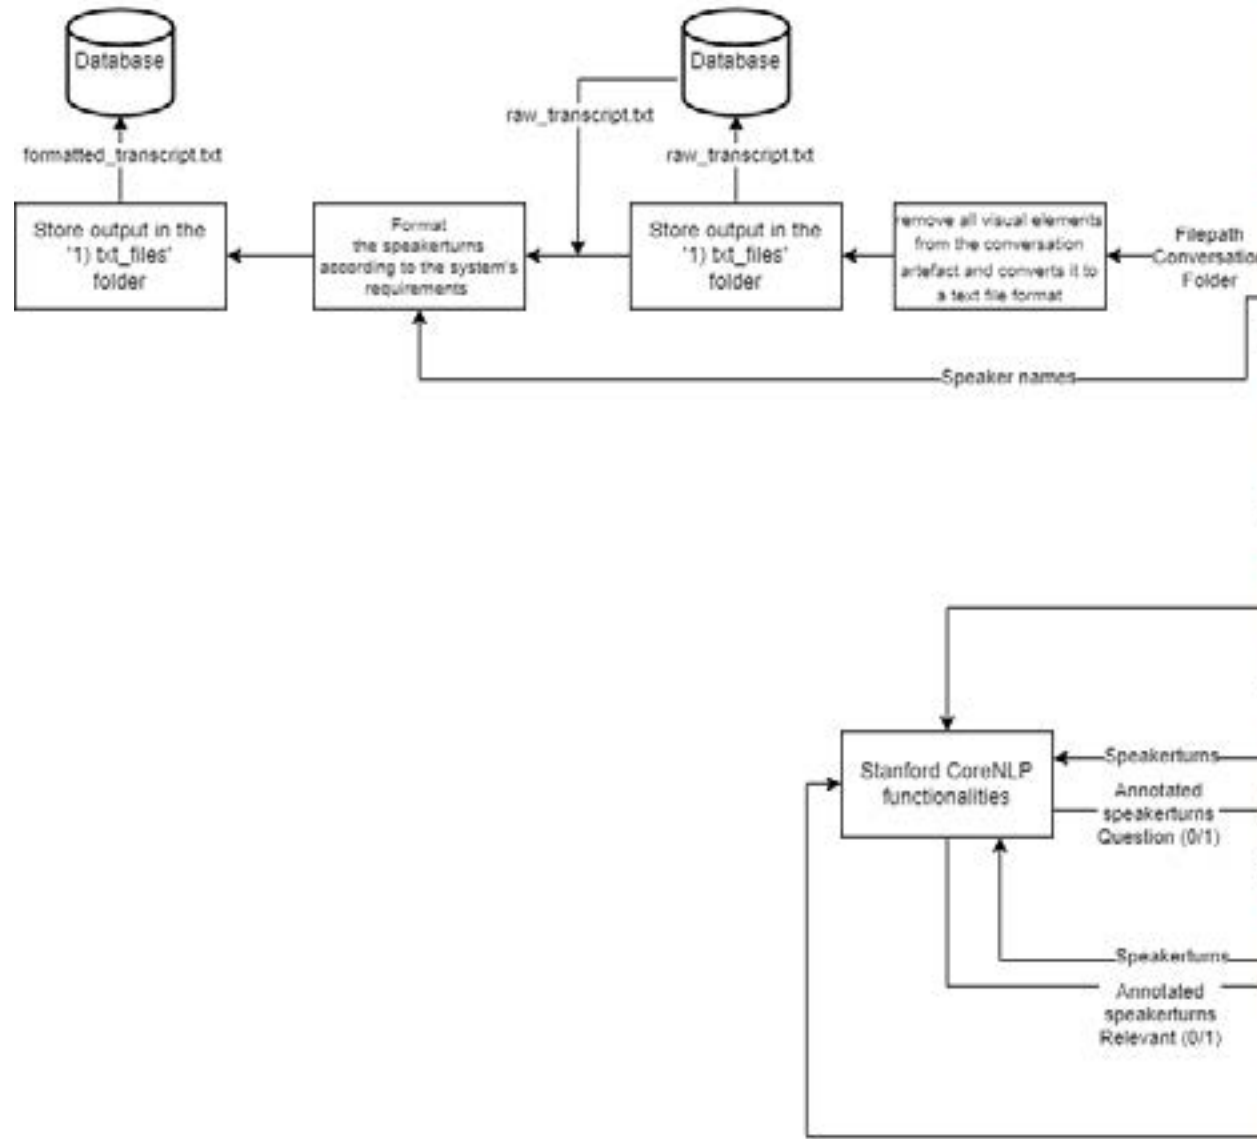 Database
Database
raw_transcript.txt
formatted_transcript.txt
raw_transcript.txt
Store output in the
'1) txt_files'
folder
Format
the speakerturns
according to the system's
requirements
Store output in the
'1) txt_files'
folder
remove all visual elements
from the conversation
artefact and converts it to
a text file format
Filepath
Conversation
Folder
Speaker names
Stanford CoreNLP
functionalities
Speakerturns
Annotated
speakerturns
Question (0/1)
Speakerturns
Annotated
speakerturns
Relevant (0/1)